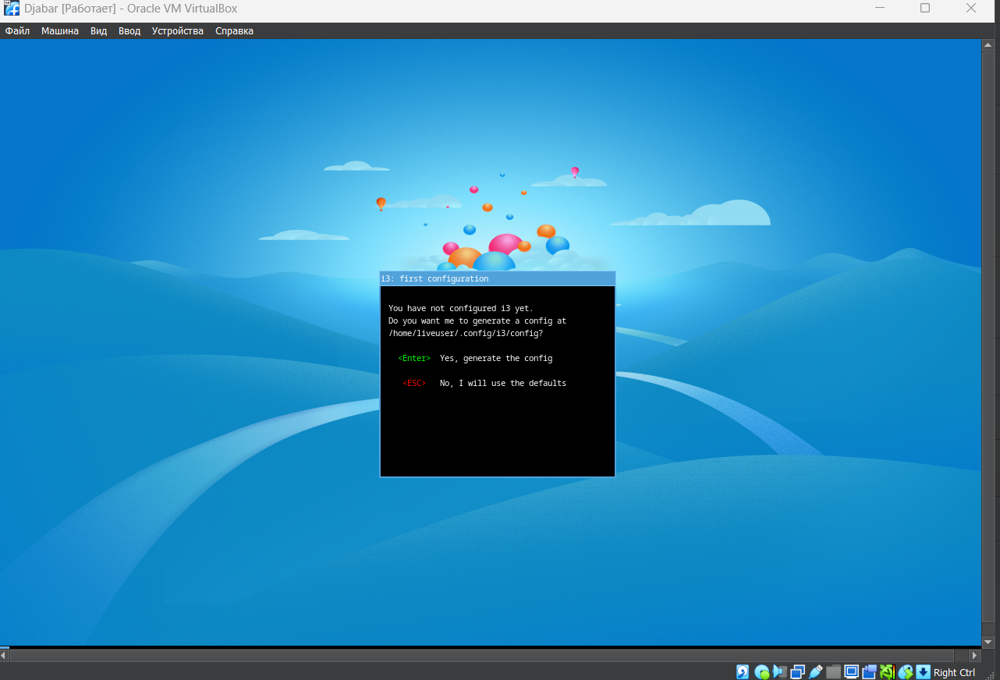 Djabar [Работает] - Oracle VM VirtualBox
Файл Машина Вид Ввод Устройства Справка
i3: first configuration
You have not configured i3 yet.
Do you want me to generate a config at
/home/liveuser/.config/i3/config?
<Enter> Yes, generate the config
<ESC> No, I will use the defaults
Right Ctrl